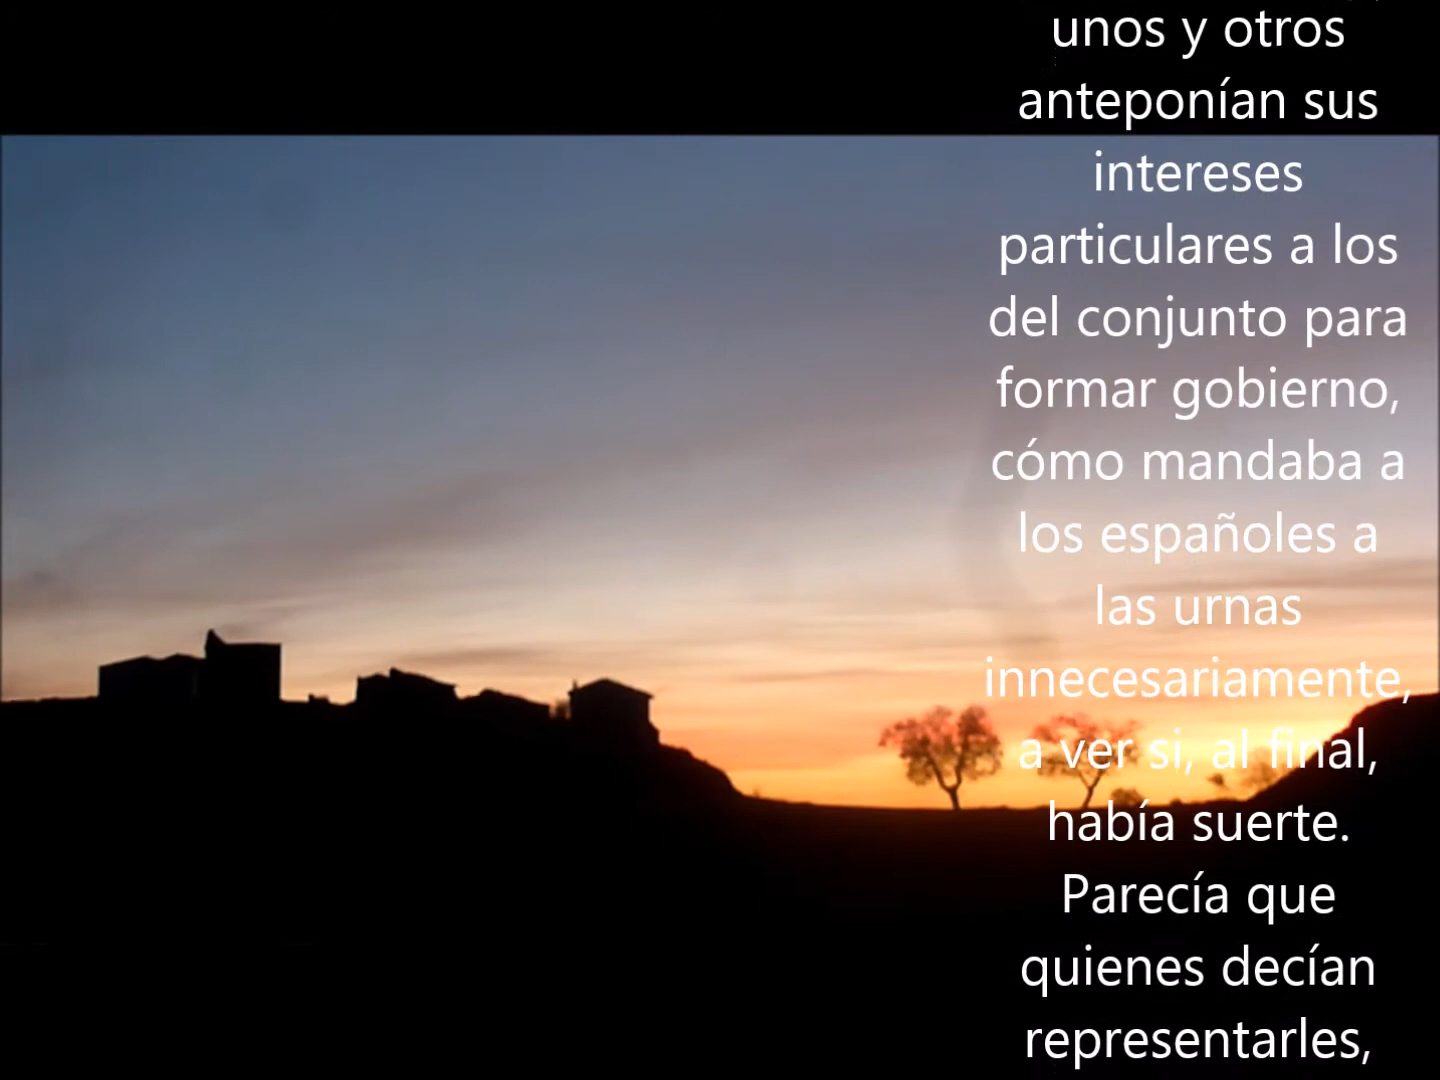 unos y otros
anteponían sus
intereses
particulares a los
del conjunto para
formar gobierno,
cómo mandaba a
los españoles a
las urnas
innecesariamente,
a ver si, al final,
había suerte.
Parecía que
quienes decían
representarles,